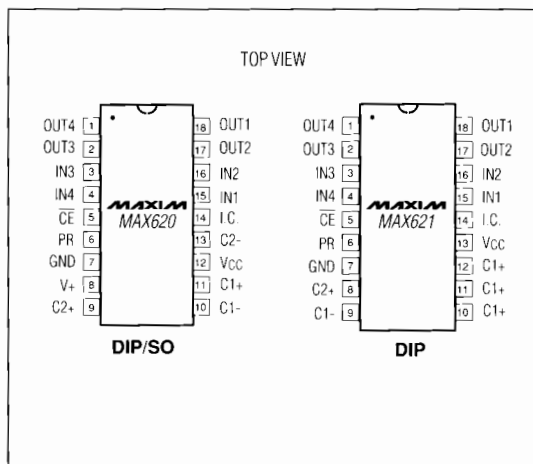 TOP VIEW
OUT4 1 18 OUT1
OUT3 2 17 OUT2
IN3 3 16 IN2
IN4 4 15 IN1
C̅E̅ 5 14 I.C.
PR 6 13 C2-
GND 7 12 VCC
V+ 8 11 C1+
C2+ 9 10 C1-
MAXIM
MAX620
DIP/SO
OUT4 1 18 OUT1
OUT3 2 17 OUT2
IN3 3 16 IN2
IN4 4 15 IN1
C̅E̅ 5 14 I.C.
PR 6 13 VCC
GND 7 12 C1+
C2+ 8 11 C1+
C1- 9 10 C1+
MAXIM
MAX621
DIP